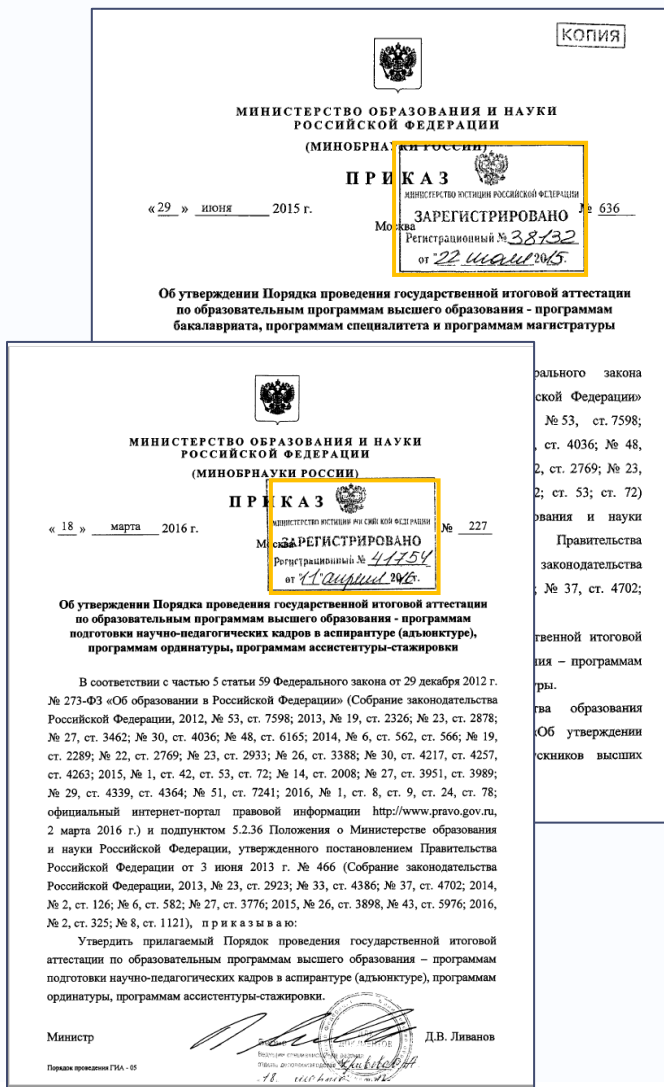 КОПИЯ
МИНИСТЕРСТВО ОБРАЗОВАНИЯ И НАУКИ
РОССИЙСКОЙ ФЕДЕРАЦИИ
(МИНОБРНАУКИ РОССИИ)
ПРИКАЗ
МИНИСТЕРСТВО ЮСТИЦИИ РОССИЙСКОЙ ФЕДЕРАЦИИ
ЗАРЕГИСТРИРОВАНО
Регистрационный № 38132
от "22 июля 2015.
«29» июня 2015 г.
Москва
№ 636
Об утверждении Порядка проведения государственной итоговой аттестации
по образовательным программам высшего образования - программам
бакалавриата, программам специалитета и программам магистратуры
рального закона
ской Федерации»
№ 53, ст. 7598;
, ст. 4036; № 48,
2, ст. 2769; № 23,
2; ст. 53; ст. 72)
ования и науки
Правительства
законодательства
; № 37, ст. 4702;
твенной итоговой
ия – программам
уры.
ва образования
«Об утверждении
ускников высших
МИНИСТЕРСТВО ОБРАЗОВАНИЯ И НАУКИ
РОССИЙСКОЙ ФЕДЕРАЦИИ
(МИНОБРНАУКИ РОССИИ)
ПРИКАЗ
МИНИСТЕРСТВО ЮСТИЦИИ РОССИЙСКОЙ ФЕДЕРАЦИИ
ЗАРЕГИСТРИРОВАНО
Регистрационный № 41754
от "11" апреля 2016.
« 18 » марта 2016 г.
Москва
№ 227
Об утверждении Порядка проведения государственной итоговой аттестации
по образовательным программам высшего образования - программам
подготовки научно-педагогических кадров в аспирантуре (адъюнктуре),
программам ординатуры, программам ассистентуры-стажировки
В соответствии с частью 5 статьи 59 Федерального закона от 29 декабря 2012 г.
№ 273-ФЗ «Об образовании в Российской Федерации» (Собрание законодательства
Российской Федерации, 2012, № 53, ст. 7598; 2013, № 19, ст. 2326; № 23, ст. 2878;
№ 27, ст. 3462; № 30, ст. 4036; № 48, ст. 6165; 2014, № 6, ст. 562, ст. 566; № 19,
ст. 2289; № 22, ст. 2769; № 23, ст. 2933; № 26, ст. 3388; № 30, ст. 4217, ст. 4257,
ст. 4263; 2015, № 1, ст. 42, ст. 53, ст. 72; № 14, ст. 2008; № 27, ст. 3951, ст. 3989;
№ 29, ст. 4339, ст. 4364; № 51, ст. 7241; 2016, № 1, ст. 8, ст. 9, ст. 24, ст. 78;
официальный интернет-портал правовой информации http://www.pravo.gov.ru,
2 марта 2016 г.) и подпунктом 5.2.36 Положения о Министерстве образования
и науки Российской Федерации, утвержденного постановлением Правительства
Российской Федерации от 3 июня 2013 г. № 466 (Собрание законодательства
Российской Федерации, 2013, № 23, ст. 2923; № 33, ст. 4386; № 37, ст. 4702; 2014,
№ 2, ст. 126; № 6, ст. 582; № 27, ст. 3776; 2015, № 26, ст. 3898, № 43, ст. 5976; 2016,
№ 2, ст. 325; № 8, ст. 1121), приказываю:
Утвердить прилагаемый Порядок проведения государственной итоговой
аттестации по образовательным программам высшего образования – программам
подготовки научно-педагогических кадров в аспирантуре (адъюнктуре), программам
ординатуры, программам ассистентуры-стажировки.
Министр
Д.В. Ливанов
Порядок проведения ГИА - 05